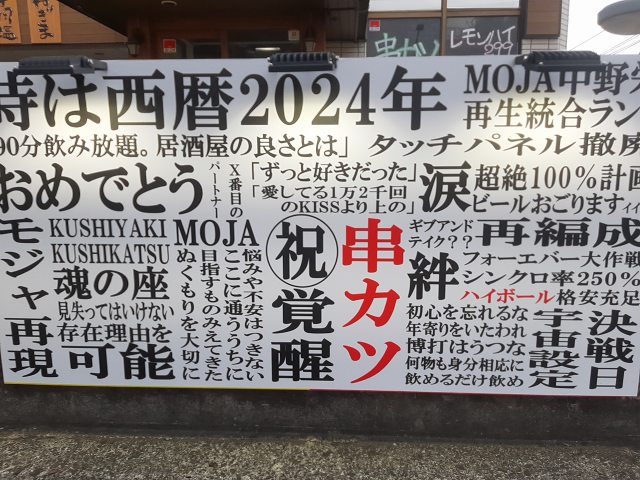 串カツ
レモンハイ
399
時は西暦2024年
MOJA中野
再生統合ラン
90分飲み放題。居酒屋の良さとは」
タッチパネル撤廃
おめでとう
X番目の
パートナー
「ずっと好きだった」
「愛してる1万2千回
のKISSより上の」
涙
超絶100%計画
ビールおごります
モジャ再現
KUSHIYAKI
KUSHIKATSU
魂の座
見失ってはいけない
存在理由を
可能
MOJA
悩みや不安はつきない
ここに通ううちに
目指すものみえてきた
ぬくもりを大切に
祝
覚醒
串カツ
ギブアンド
テイク??
再編成
絆
フォーエバー大作戦
シンクロ率250%
ハイボール格安充足
初心を忘れるな
年寄りをいたわれ
博打はうつな
何物も身分相応に
飲めるだけ飲め
宇宙設定
決戦日